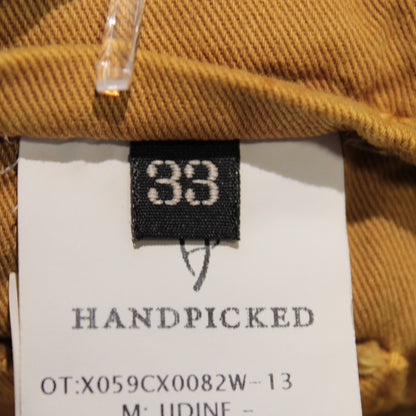 33
HANDPICKED
OT:X059CX0082W-13
M: UDINE -